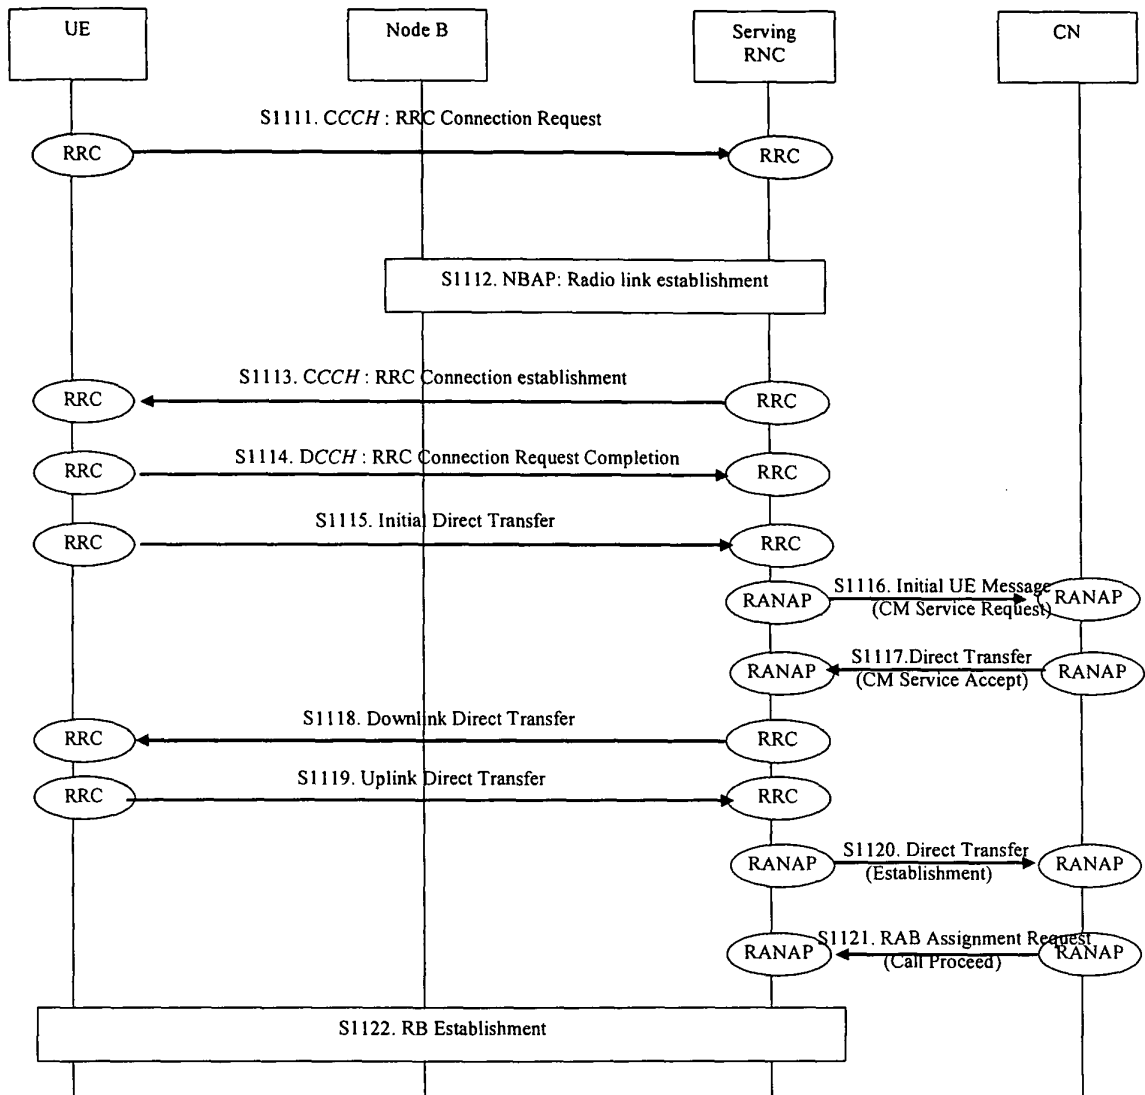 UE
Node B
Serving
RNC
CN
S1111. CCCH : RRC Connection Request
RRC
RRC
S1112. NBAP: Radio link establishment
S1113. CCCH : RRC Connection establishment
RRC
RRC
S1114. DCCH : RRC Connection Request Completion
RRC
RRC
S1115. Initial Direct Transfer
RRC
RRC
S1116. Initial UE Message
RANAP
RANAP
(CM Service Request)
S1117.Direct Transfer
RANAP
RANAP
(CM Service Accept)
S1118. Downlink Direct Transfer
RRC
RRC
S1119. Uplink Direct Transfer
RRC
RRC
S1120. Direct Transfer
RANAP
RANAP
(Establishment)
S1121. RAB Assignment Request
RANAP
RANAP
(Call Proceed)
S1122. RB Establishment